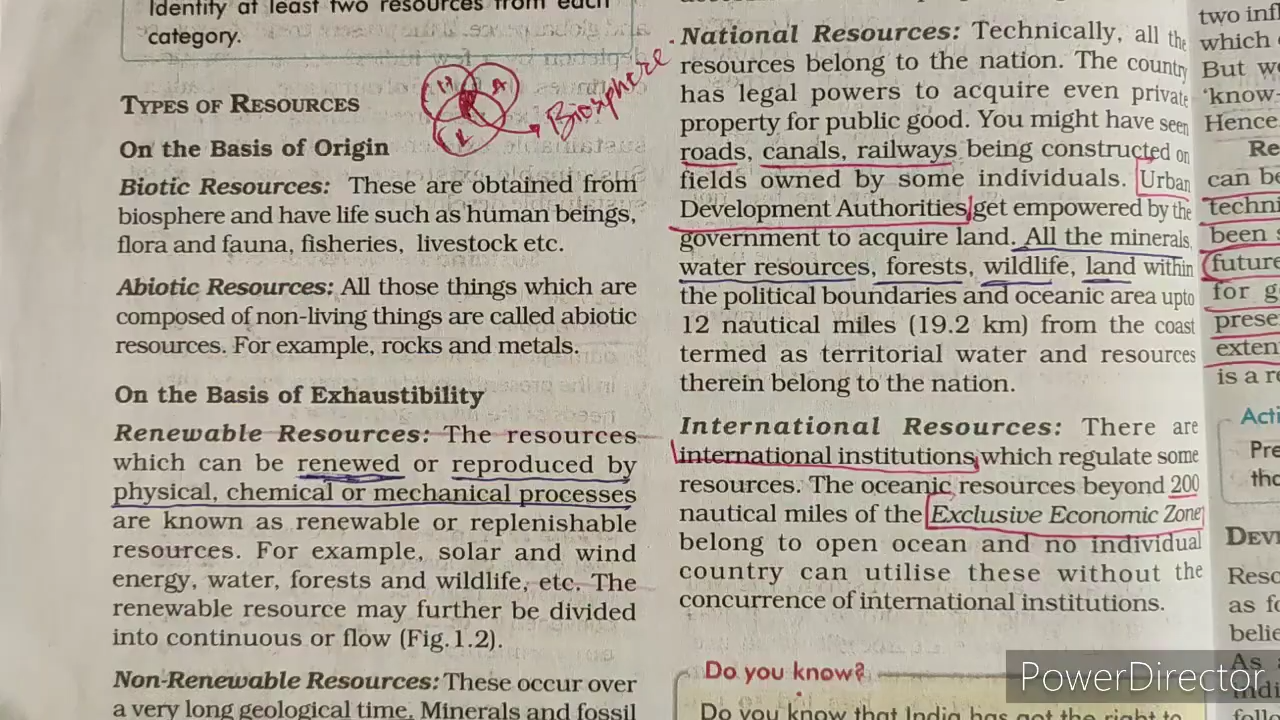 Identify at least two resources from each
category.
TYPES OF RESOURCES
H A
L
Biosphere
On the Basis of Origin
Biotic Resources: These are obtained from
biosphere and have life such as human beings,
flora and fauna, fisheries, livestock etc.
Abiotic Resources: All those things which are
composed of non-living things are called abiotic
resources. For example, rocks and metals.
On the Basis of Exhaustibility
Renewable Resources: The resources
which can be renewed or reproduced by
physical, chemical or mechanical processes
are known as renewable or replenishable
resources. For example, solar and wind
energy, water, forests and wildlife, etc. The
renewable resource may further be divided
into continuous or flow (Fig.1.2).
Non-Renewable Resources: These occur over
a very long geological time. Minerals and fossil
National Resources: Technically, all the
resources belong to the nation. The country
has legal powers to acquire even private
property for public good. You might have seen
roads, canals, railways being constructed on
fields owned by some individuals. Urban
Development Authorities get empowered by the
government to acquire land. All the minerals,
water resources, forests, wildlife, land within
the political boundaries and oceanic area upto
12 nautical miles (19.2 km) from the coast
termed as territorial water and resources
therein belong to the nation.
International Resources: There are
international institutions which regulate some
resources. The oceanic resources beyond 200
nautical miles of the Exclusive Economic Zone
belong to open ocean and no individual
country can utilise these without the
concurrence of international institutions.
Do you know?
Do you know that India has got the right to
two
which
But
'know-
Hence
can be
been
future
for
is a
PowerDirector